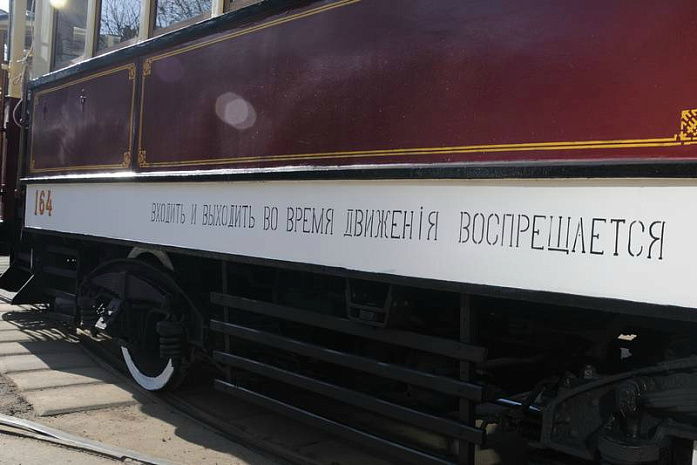 164
ВХОДИТЬ И ВЫХОДИТЬ ВО ВРЕМЯ ДВИЖЕНІЯ ВОСПРЕЩАЕТСЯ